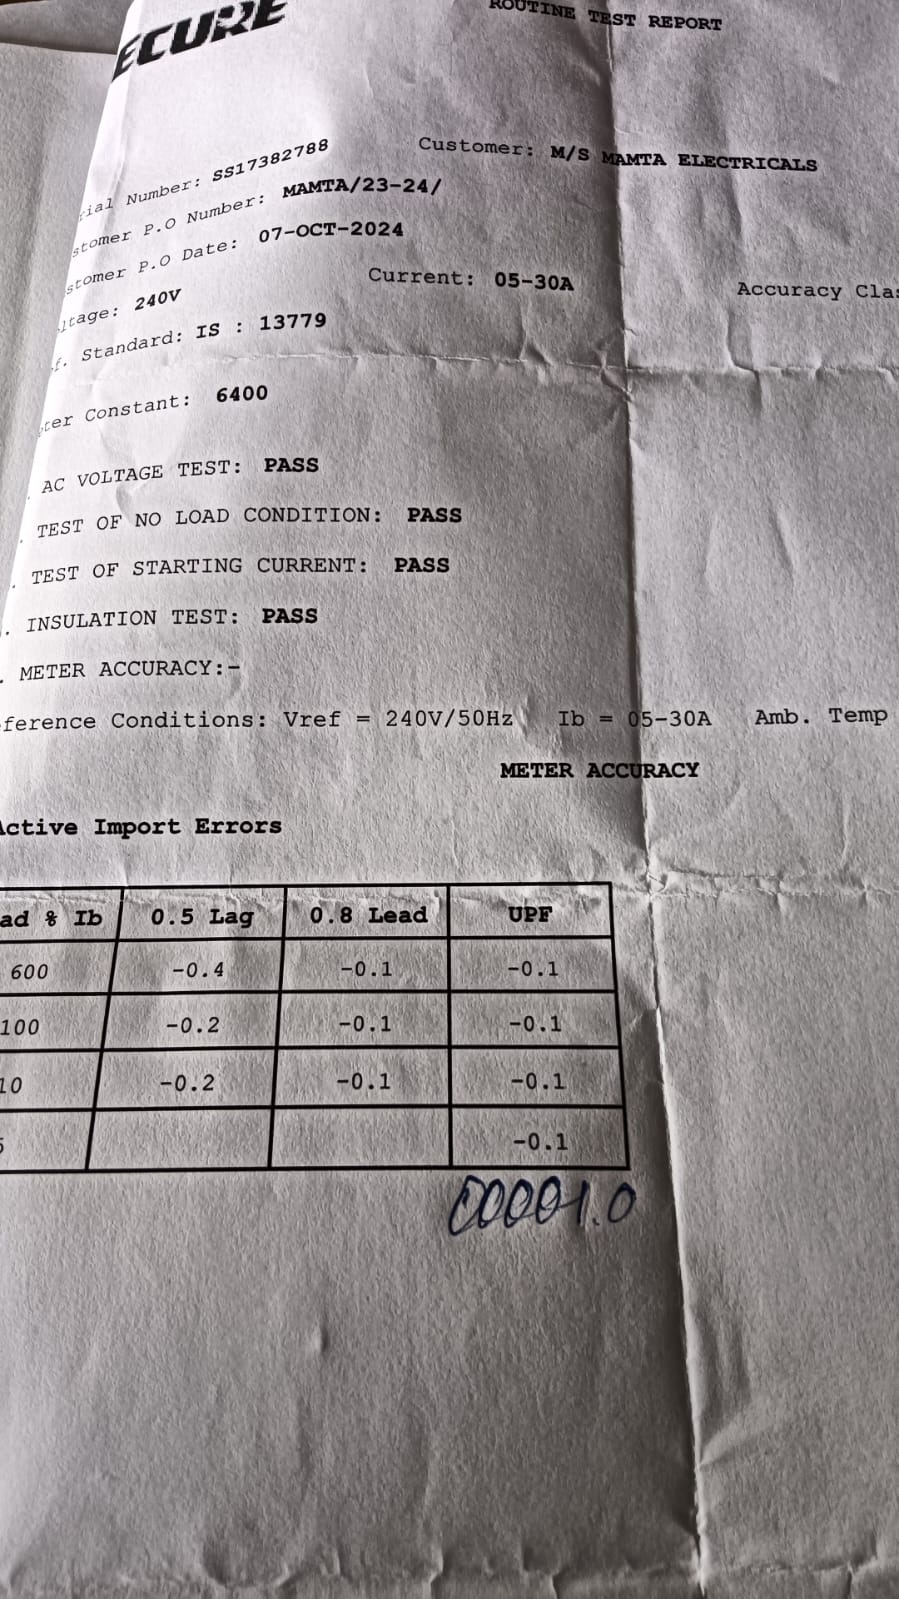 ECURE
ROUTINE TEST REPORT
rial Number: SS17382788 Customer: M/S MAMTA ELECTRICALS
stomer P.O Number: MAMTA/23-24/
stomer P.O Date: 07-OCT-2024
ltage: 240V Current: 05-30A Accuracy Clas
f. Standard: IS : 13779
ter Constant: 6400
. AC VOLTAGE TEST: PASS
. TEST OF NO LOAD CONDITION: PASS
. TEST OF STARTING CURRENT: PASS
. INSULATION TEST: PASS
. METER ACCURACY:-
ference Conditions: Vref = 240V/50Hz Ib = 05-30A Amb. Temp
METER ACCURACY
Active Import Errors
ad % Ib 0.5 Lag 0.8 Lead UPF
600 -0.4 -0.1 -0.1
100 -0.2 -0.1 -0.1
10 -0.2 -0.1 -0.1
5 -0.1
00001.0